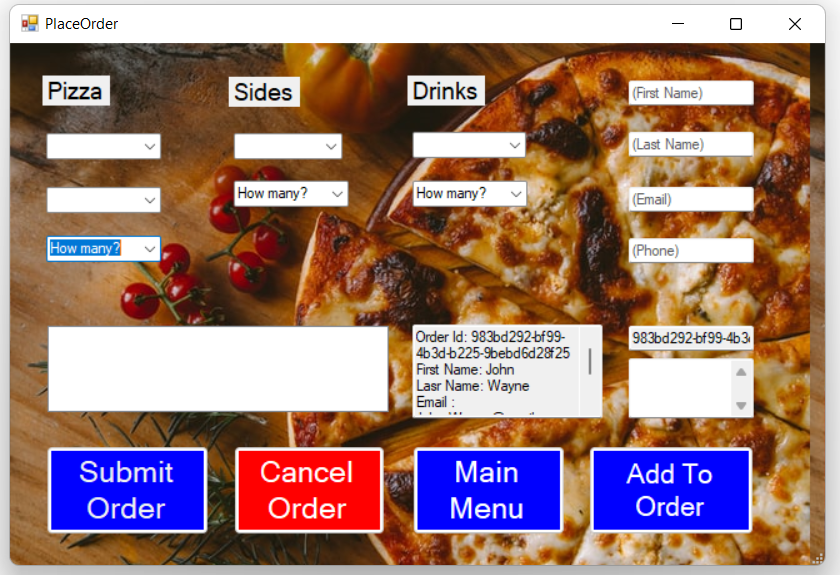 PlaceOrder
Pizza
Sides
Drinks
(First Name)
(Last Name)
How many?
How many?
(Email)
How many?
(Phone)
Order Id: 983bd292-bf99-
4b3d-b225-9bebd6d28f25
First Name: John
Lasr Name: Wayne
Email :
983bd292-bf99-4b3
Submit
Order
Cancel
Order
Main
Menu
Add To
Order